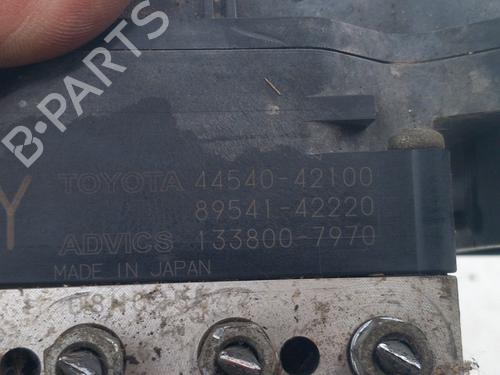 B-PARTS
TOYOTA 44540-42100
89541-42220
Y
ADVICS 133800-7970
MADE IN JAPAN